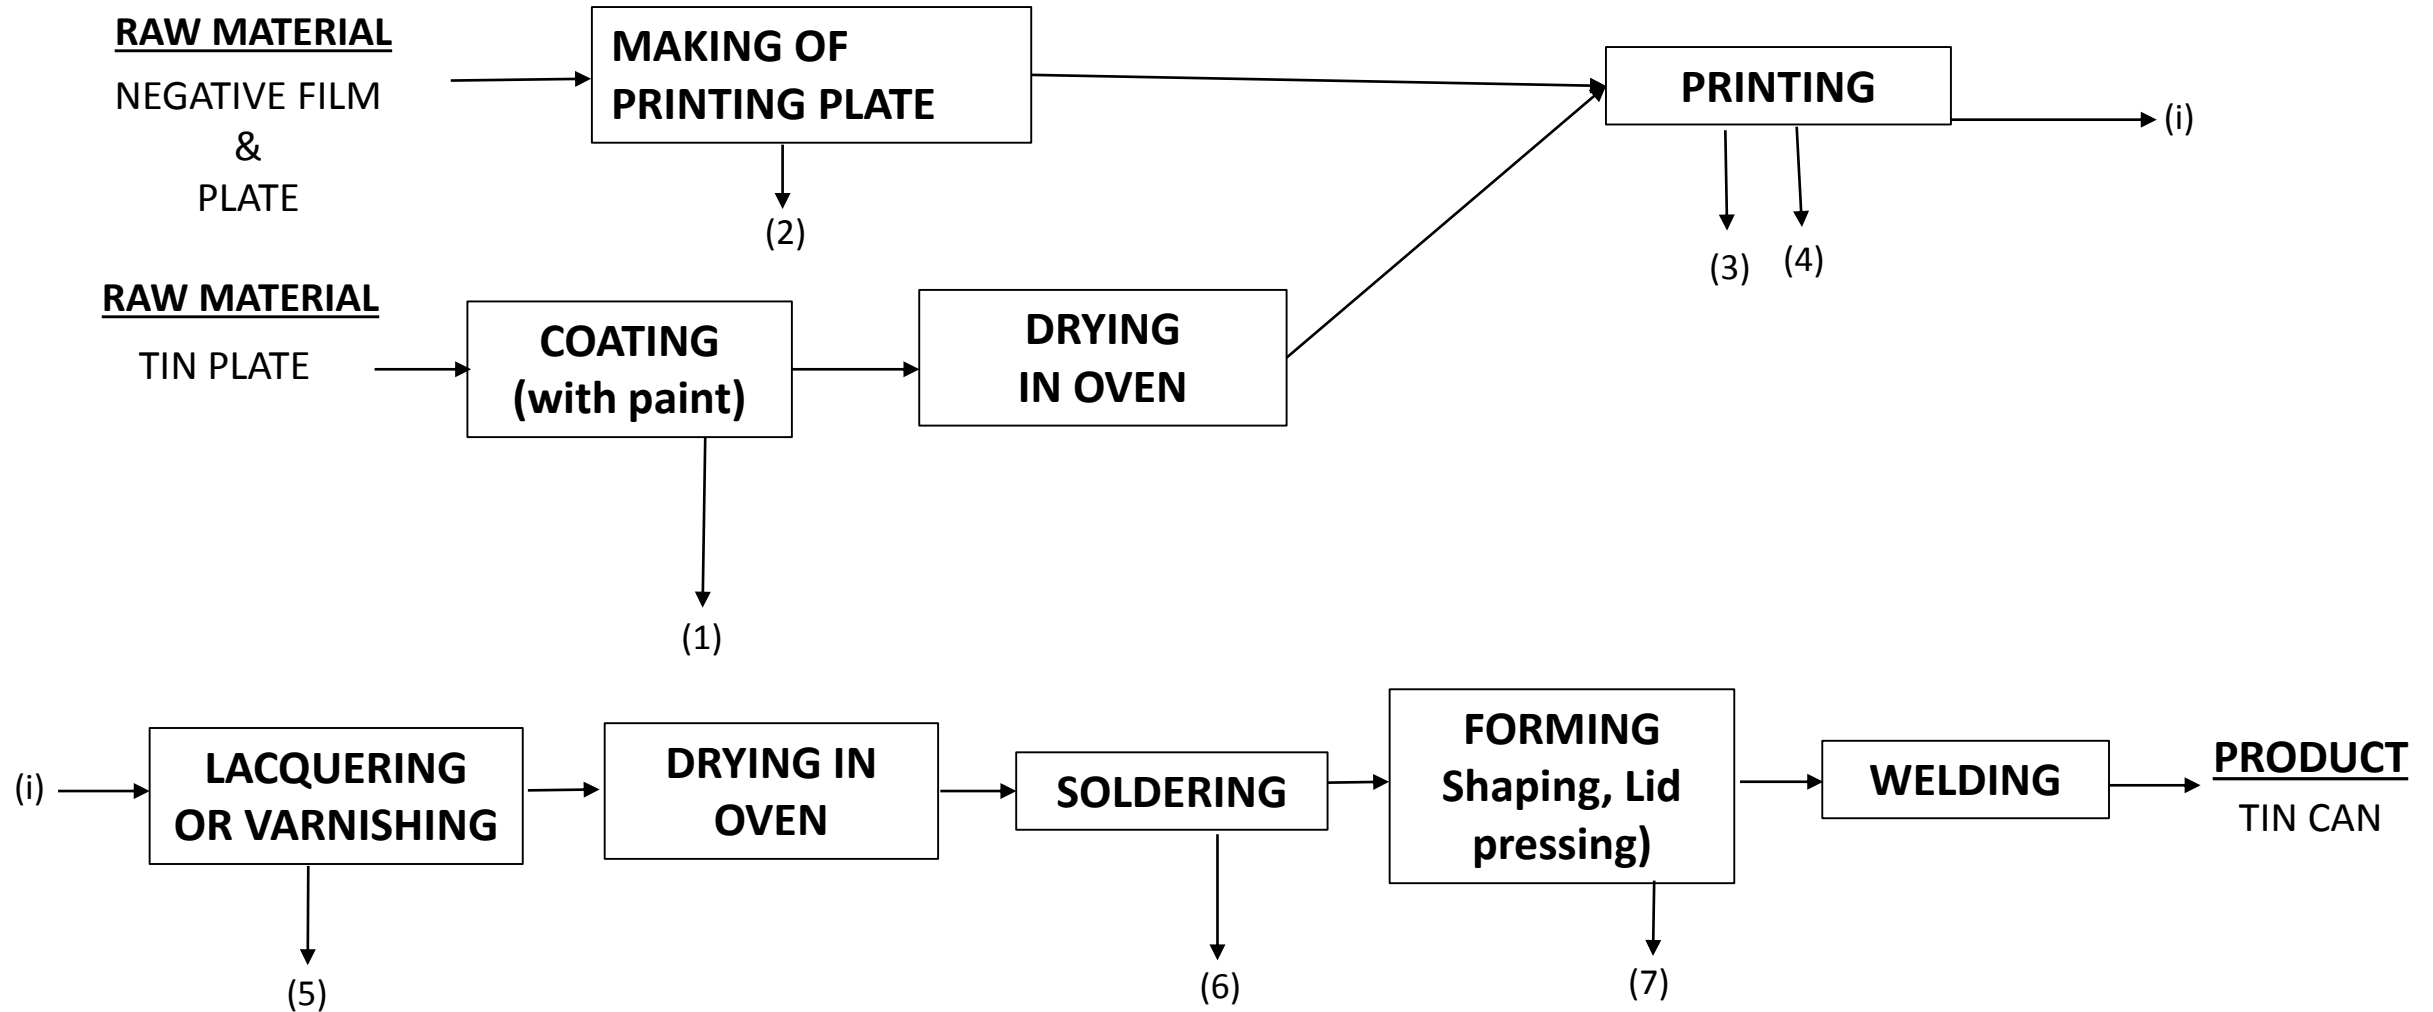 RAW MATERIAL
NEGATIVE FILM
&
PLATE
MAKING OF
PRINTING PLATE
(2)
PRINTING
(i)
(3)
(4)
RAW MATERIAL
TIN PLATE
COATING
(with paint)
DRYING
IN OVEN
(1)
(i)
LACQUERING
OR VARNISHING
(5)
DRYING IN
OVEN
SOLDERING
(6)
FORMING
Shaping, Lid
pressing)
(7)
WELDING
PRODUCT
TIN CAN